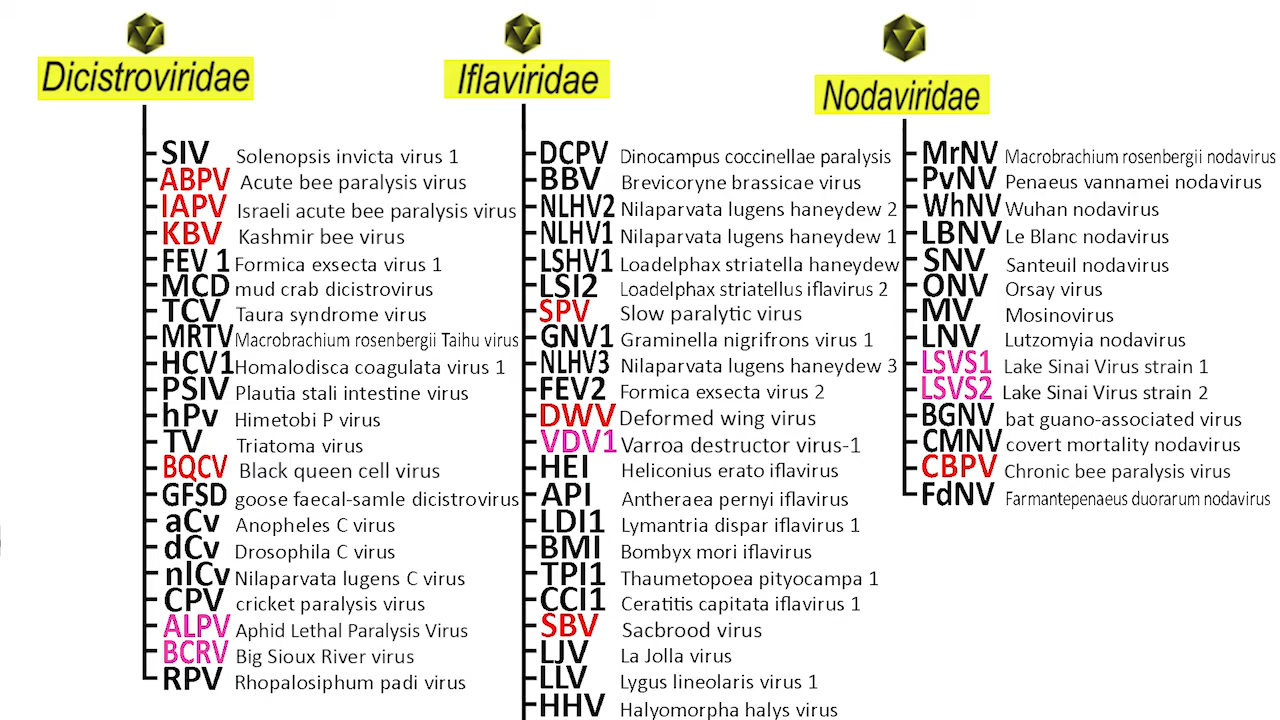 Dicistroviridae
SIV Solenopsis invicta virus 1
ABPV Acute bee paralysis virus
IAPV Israeli acute bee paralysis virus
KBV Kashmir bee virus
FEV 1 Formica exsecta virus 1
MCD mud crab dicistrovirus
TCV Taura syndrome virus
MRTV Macrobrachium rosenbergii Taihu virus
HCV1 Homalodisca coagulata virus 1
PSIV Plautia stali intestine virus
hPv Himetobi P virus
TV Triatoma virus
BQCV Black queen cell virus
GFSD goose faecal-samle dicistrovirus
aCv Anopheles C virus
dCv Drosophila C virus
nlCv Nilaparvata lugens C virus
CPV cricket paralysis virus
ALPV Aphid Lethal Paralysis Virus
BCRV Big Sioux River virus
RPV Rhopalosiphum padi virus
Iflaviridae
DCPV Dinocampus coccinellae paralysis
BBV Brevicoryne brassicae virus
NLHV2 Nilaparvata lugens haneydew 2
NLHV1 Nilaparvata lugens haneydew 1
LSHV1 Loadelphax striatella haneydew
LSI2 Loadelphax striatellus iflavirus 2
SPV Slow paralytic virus
GNV1 Graminella nigrifrons virus 1
NLHV3 Nilaparvata lugens haneydew 3
FEV2 Formica exsecta virus 2
DWV Deformed wing virus
VDV1 Varroa destructor virus-1
HEI Heliconius erato iflavirus
API Antheraea pernyi iflavirus
LDI1 Lymantria dispar iflavirus 1
BMI Bombyx mori iflavirus
TPI1 Thaumetopoea pityocampa 1
CCI1 Ceratitis capitata iflavirus 1
SBV Sacbrood virus
LJV La Jolla virus
LLV Lygus lineolaris virus 1
HHV Halyomorpha halys virus
Nodaviridae
MrNV Macrobrachium rosenbergii nodavirus
PvNV Penaeus vannamei nodavirus
WhNV Wuhan nodavirus
LBNV Le Blanc nodavirus
SNV Santeuil nodavirus
ONV Orsay virus
MV Mosinovirus
LNV Lutzomyia nodavirus
LSVS1 Lake Sinai Virus strain 1
LSVS2 Lake Sinai Virus strain 2
BGNV bat guano-associated virus
CMNV covert mortality nodavirus
CBPV Chronic bee paralysis virus
FdNV Farmantepenaeus duorarum nodavirus